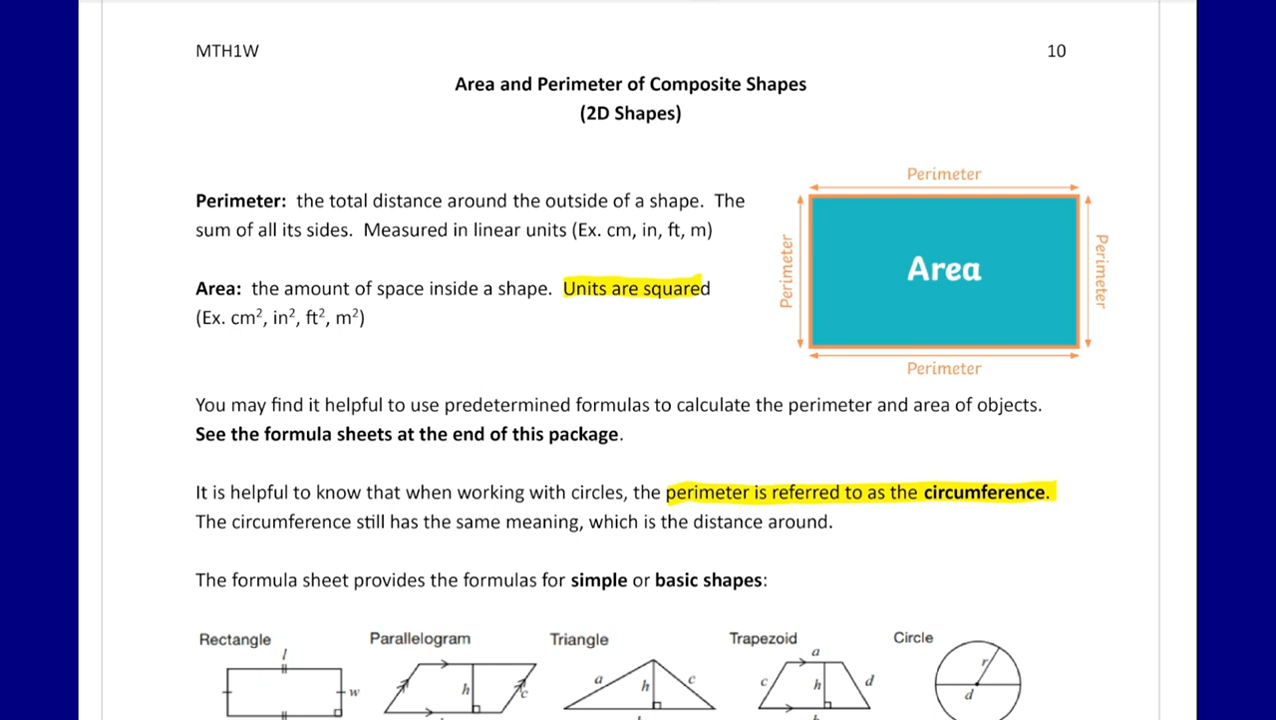 MTH1W 10
Area and Perimeter of Composite Shapes
(2D Shapes)
Perimeter: the total distance around the outside of a shape. The
sum of all its sides. Measured in linear units (Ex. cm, in, ft, m)
Area: the amount of space inside a shape. Units are squared
(Ex. cm², in², ft², m²)
Perimeter
Perimeter
Area
Perimeter
Perimeter
You may find it helpful to use predetermined formulas to calculate the perimeter and area of objects.
See the formula sheets at the end of this package.
It is helpful to know that when working with circles, the perimeter is referred to as the circumference.
The circumference still has the same meaning, which is the distance around.
The formula sheet provides the formulas for simple or basic shapes:
Rectangle
l
w
Parallelogram
h
c
Triangle
a
h
c
Trapezoid
a
c
h
d
Circle
r
d